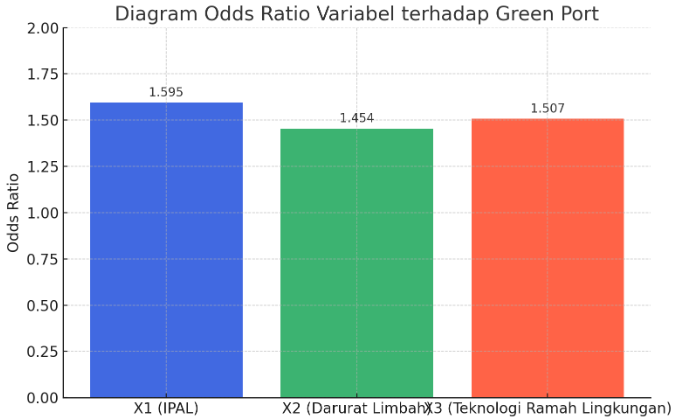 Diagram Odds Ratio Variabel terhadap Green Port
2.00
1.75
1.50
1.25
1.00
0.75
0.50
0.25
0.00
Odds Ratio
1.595
1.454
1.507
X1 (IPAL)
X2 (Darurat Limbah)
X3 (Teknologi Ramah Lingkungan)